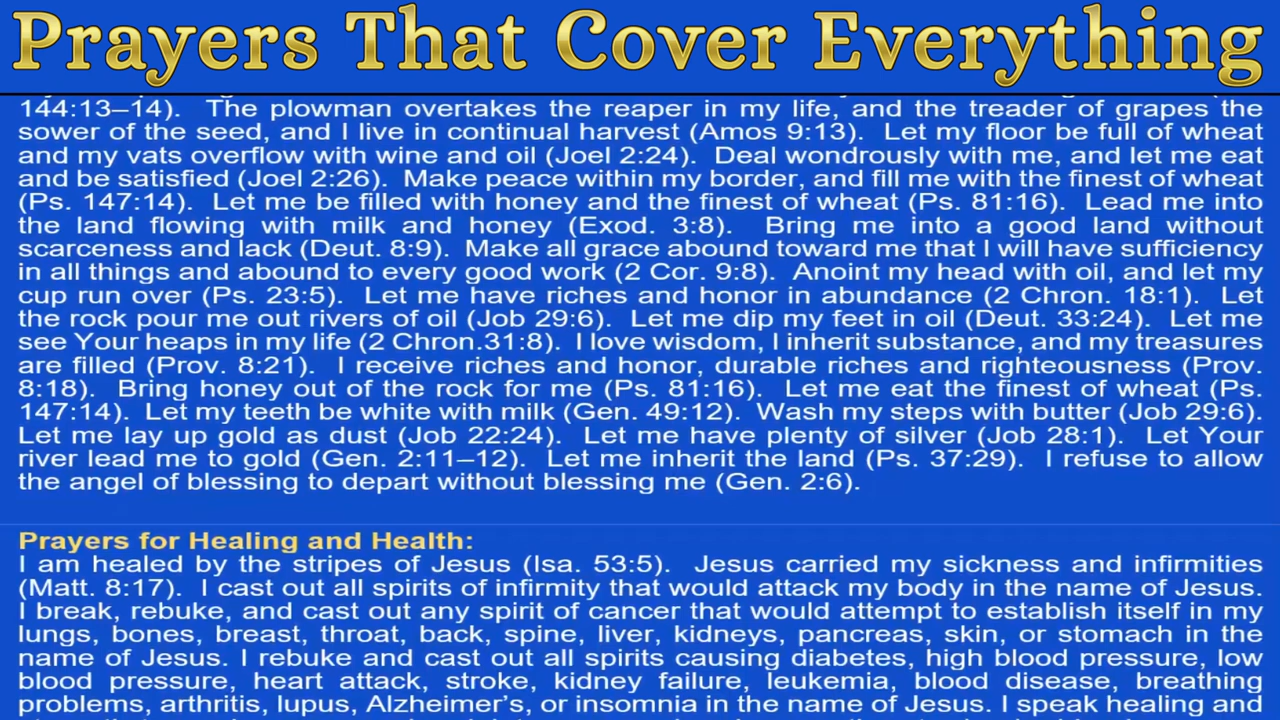 Prayers That Cover Everything
144:13–14). The plowman overtakes the reaper in my life, and the treader of grapes the
sower of the seed, and I live in continual harvest (Amos 9:13). Let my floor be full of wheat
and my vats overflow with wine and oil (Joel 2:24). Deal wondrously with me, and let me eat
and be satisfied (Joel 2:26). Make peace within my border, and fill me with the finest of wheat
(Ps. 147:14). Let me be filled with honey and the finest of wheat (Ps. 81:16). Lead me into
the land flowing with milk and honey (Exod. 3:8). Bring me into a good land without
scarceness and lack (Deut. 8:9). Make all grace abound toward me that I will have sufficiency
in all things and abound to every good work (2 Cor. 9:8). Anoint my head with oil, and let my
cup run over (Ps. 23:5). Let me have riches and honor in abundance (2 Chron. 18:1). Let
the rock pour me out rivers of oil (Job 29:6). Let me dip my feet in oil (Deut. 33:24). Let me
see Your heaps in my life (2 Chron.31:8). I love wisdom, I inherit substance, and my treasures
are filled (Prov. 8:21). I receive riches and honor, durable riches and righteousness (Prov.
8:18). Bring honey out of the rock for me (Ps. 81:16). Let me eat the finest of wheat (Ps.
147:14). Let my teeth be white with milk (Gen. 49:12). Wash my steps with butter (Job 29:6).
Let me lay up gold as dust (Job 22:24). Let me have plenty of silver (Job 28:1). Let Your
river lead me to gold (Gen. 2:11–12). Let me inherit the land (Ps. 37:29). I refuse to allow
the angel of blessing to depart without blessing me (Gen. 2:6).
Prayers for Healing and Health:
I am healed by the stripes of Jesus (Isa. 53:5). Jesus carried my sickness and infirmities
(Matt. 8:17). I cast out all spirits of infirmity that would attack my body in the name of Jesus.
I break, rebuke, and cast out any spirit of cancer that would attempt to establish itself in my
lungs, bones, breast, throat, back, spine, liver, kidneys, pancreas, skin, or stomach in the
name of Jesus. I rebuke and cast out all spirits causing diabetes, high blood pressure, low
blood pressure, heart attack, stroke, kidney failure, leukemia, blood disease, breathing
problems, arthritis, lupus, Alzheimer's, or insomnia in the name of Jesus. I speak healing and